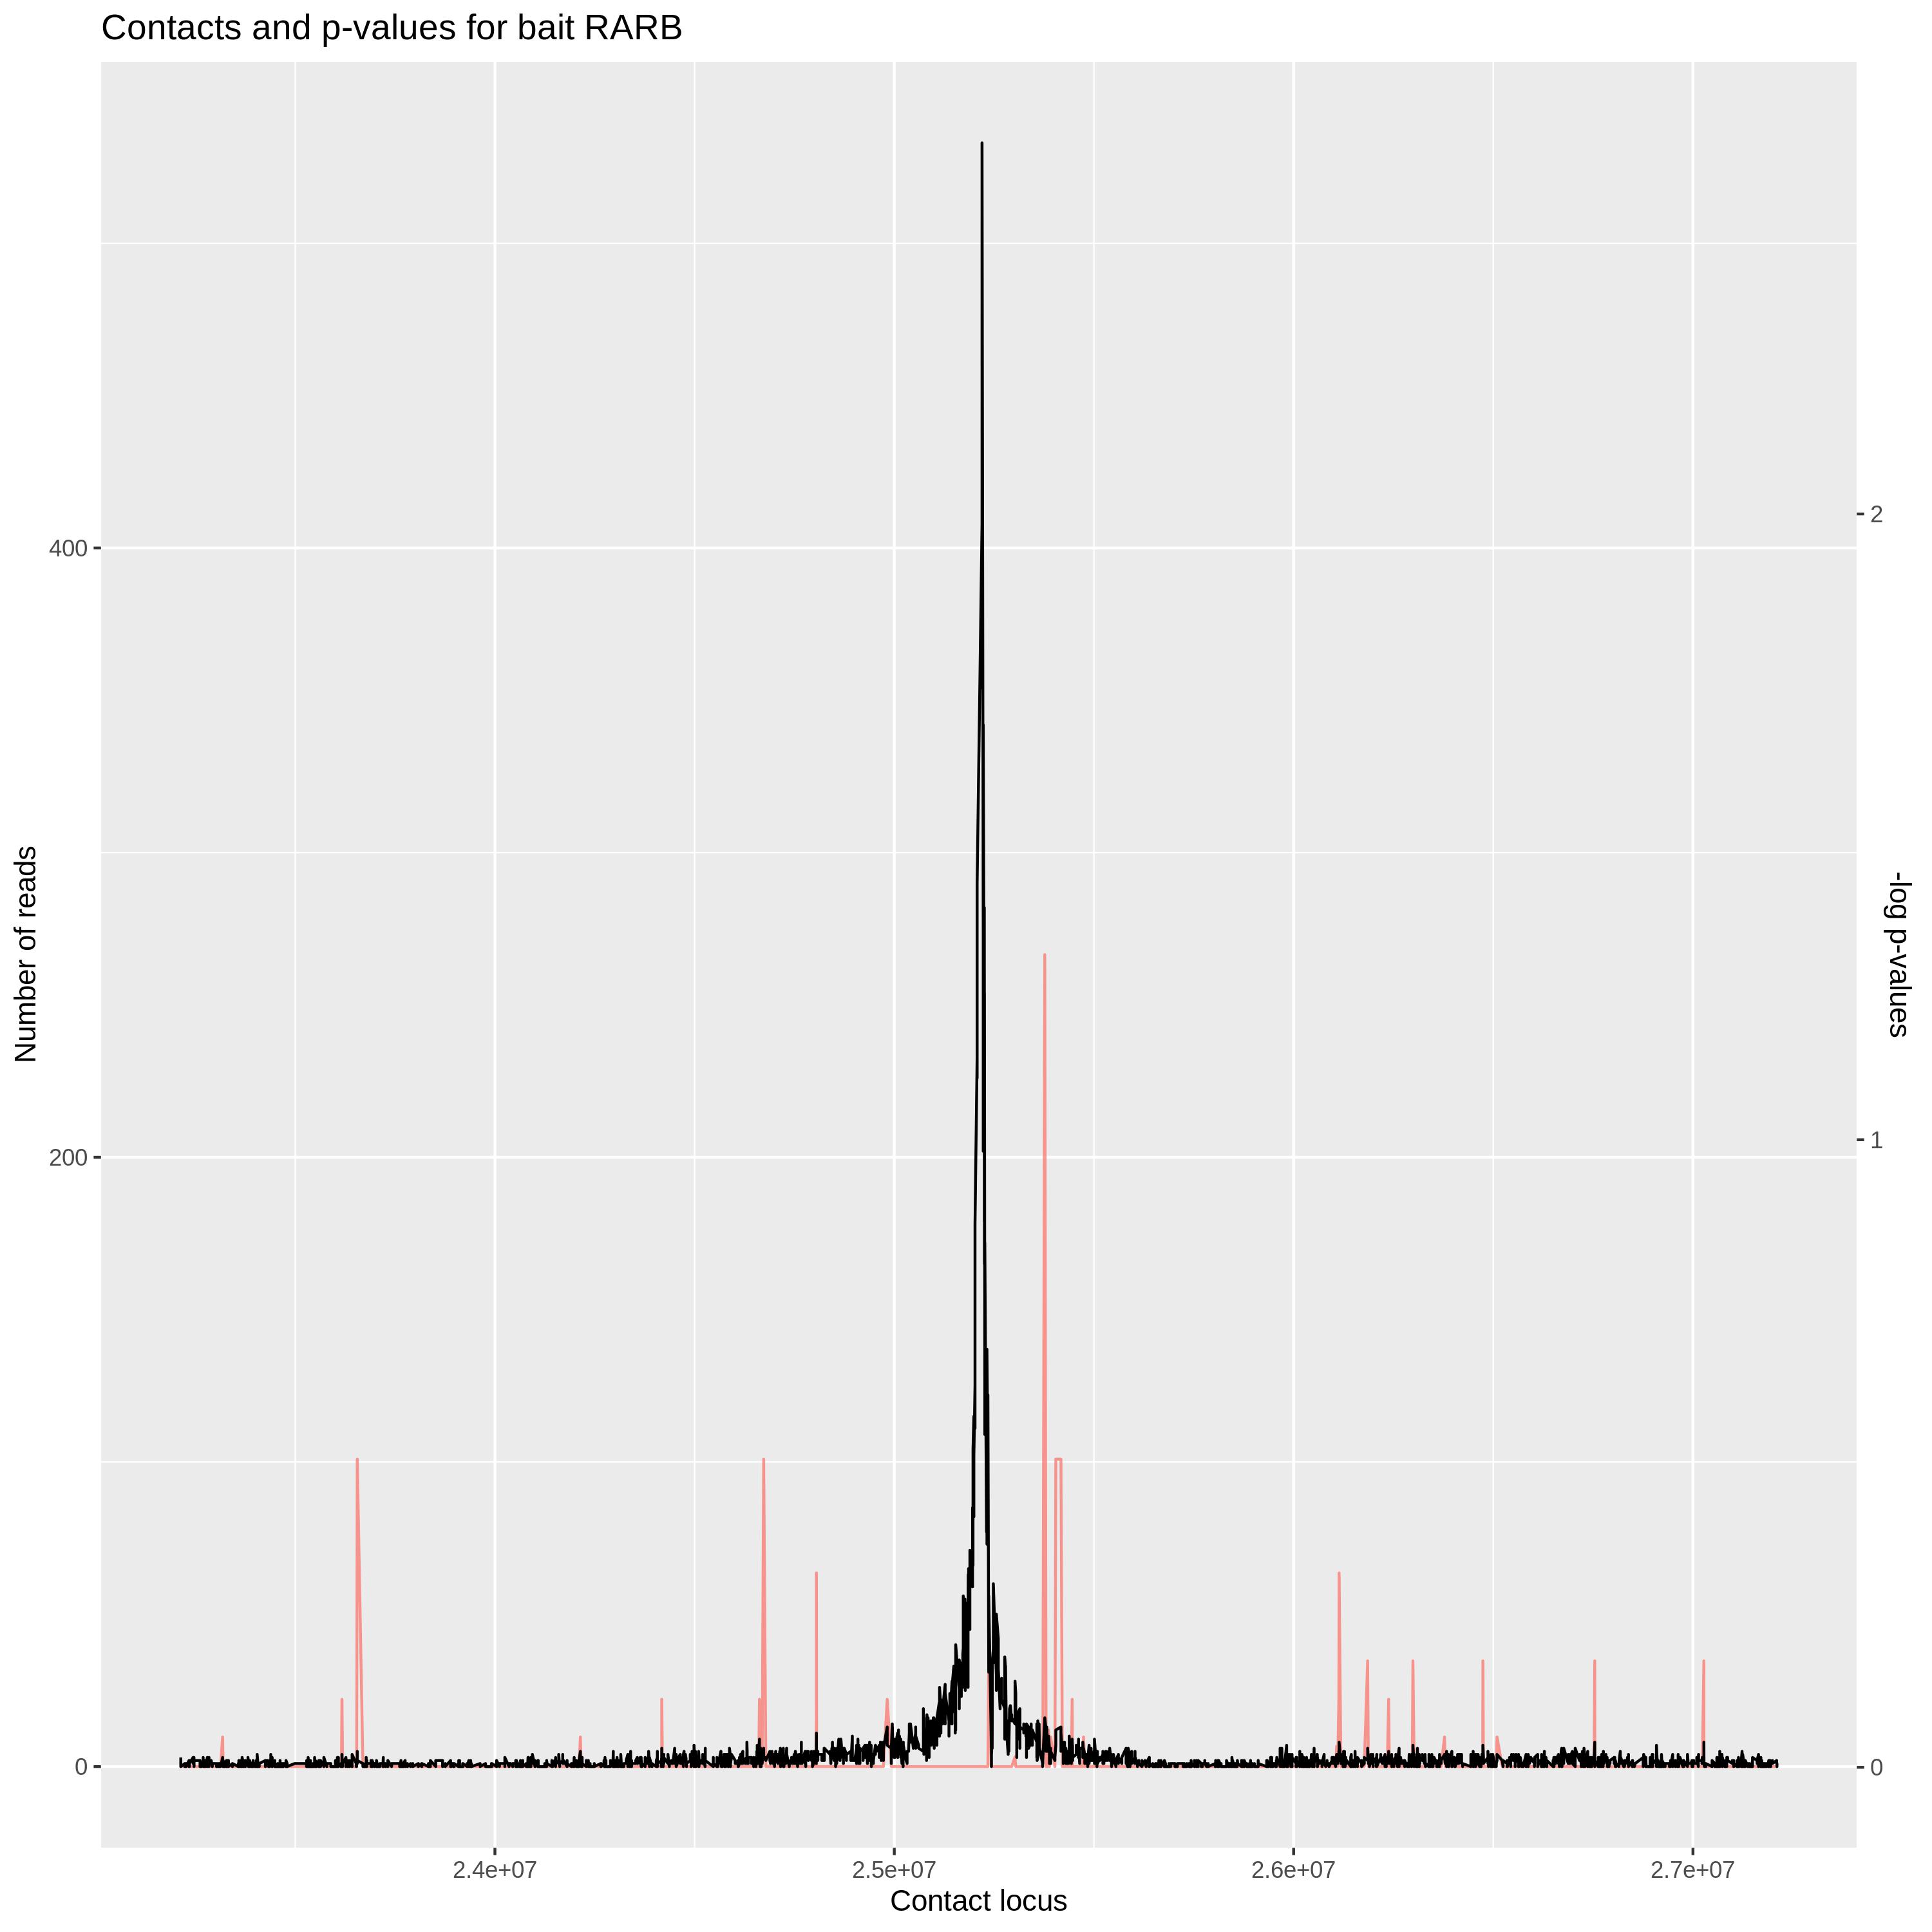 Contacts and p-values for bait RARB
Number of reads
400
200
0
2
1
0
-log p-values
2.4e+07
2.5e+07
2.6e+07
2.7e+07
Contact locus